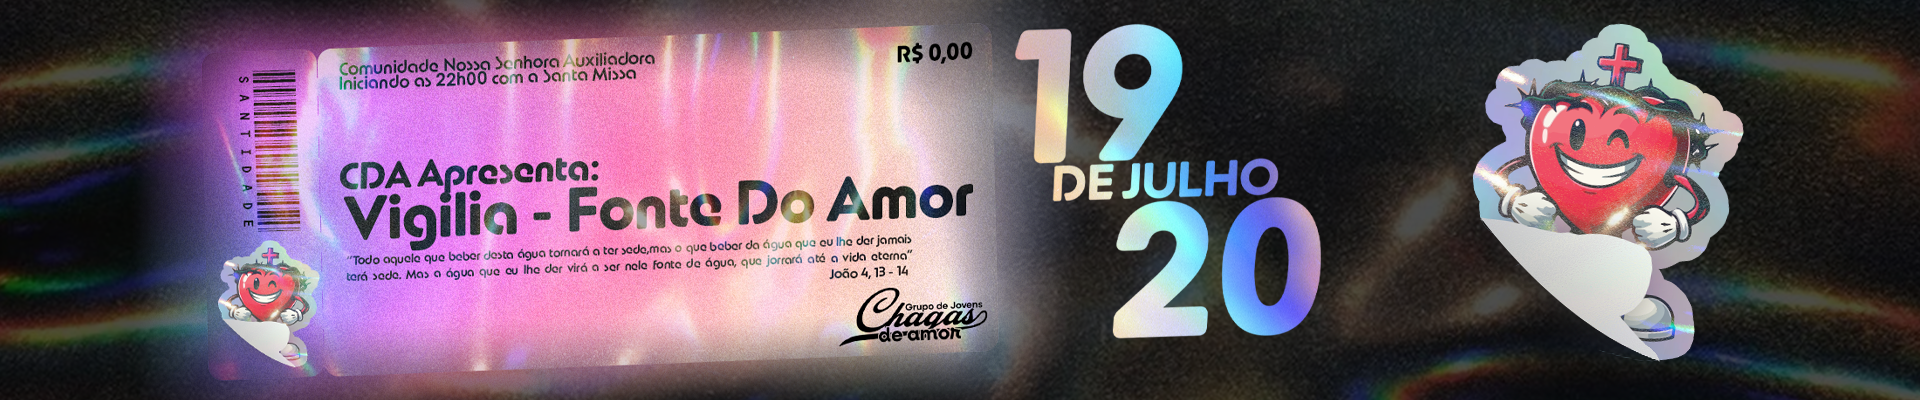 SANTIDADE
Comunidade Nossa Senhora Auxiliadora
Iniciando as 22h00 com a Santa Missa
R$ 0,00
CDA Apresenta:
Vigilia - Fonte Do Amor
"Todo aquele que beber desta água tornará a ter sede,mas o que beber da água que eu lhe der jamais
terá sede. Mas a água que eu lhe der virá a ser nele fonte de água, que jorrará até a vida eterna"
João 4, 13 - 14
Grupo de Jovens
Chagas
de-amor
19
DE JULHO
20